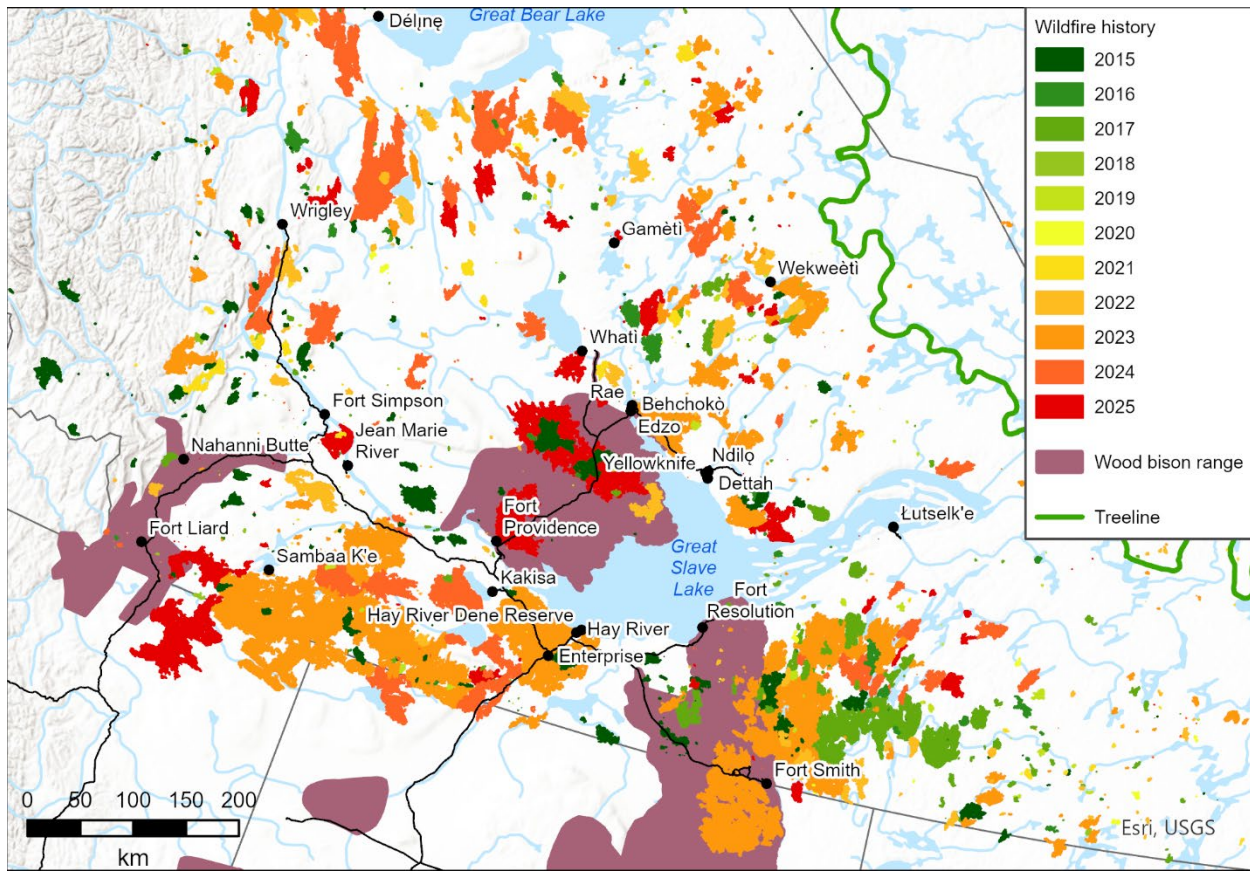 Great Bear Lake
Délı̨nę
Wildfire history
2015
2016
2017
2018
2019
2020
2021
2022
2023
2024
2025
Wood bison range
Treeline
Wrigley
Gamètì
Wekweètì
Whatì
Rae
Behchokò
Edzo
Fort Simpson
Jean Marie
River
Nahanni Butte
Yellowknife
Ndilǫ
Dettah
Fort
Providence
Łutselk'e
Fort Liard
Sambaa K'e
Great
Slave
Lake
Kakisa
Fort
Resolution
Hay River Dene Reserve
Hay River
Enterprise
Fort Smith
0 50 100 150 200
km
Esri, USGS